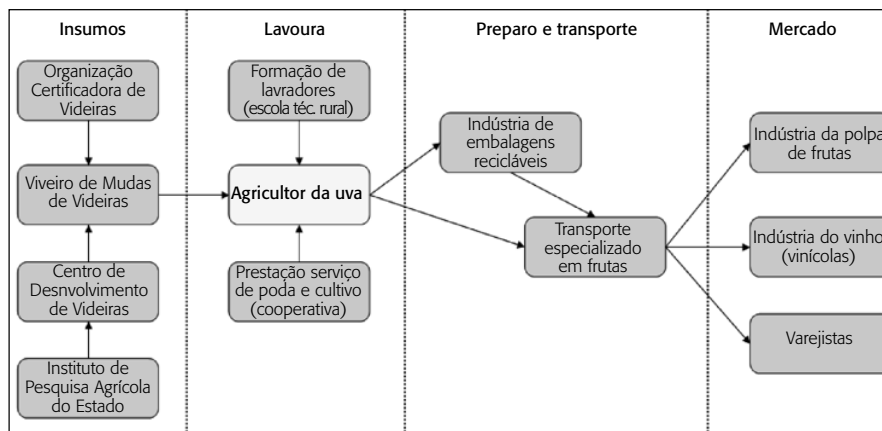 Insumos
Lavoura
Preparo e transporte
Mercado
Organização
Certificadora de
Videiras
Viveiro de Mudas
de Videiras
Centro de
Desnvolvimento
de Videiras
Instituto de
Pesquisa Agrícola
do Estado
Formação de
lavradores
(escola téc. rural)
Agricultor da uva
Prestação serviço
de poda e cultivo
(cooperativa)
Indústria de
embalagens
recicláveis
Transporte
especializado
em frutas
Indústria da polpa
de frutas
Indústria do vinho
(vinícolas)
Varejistas